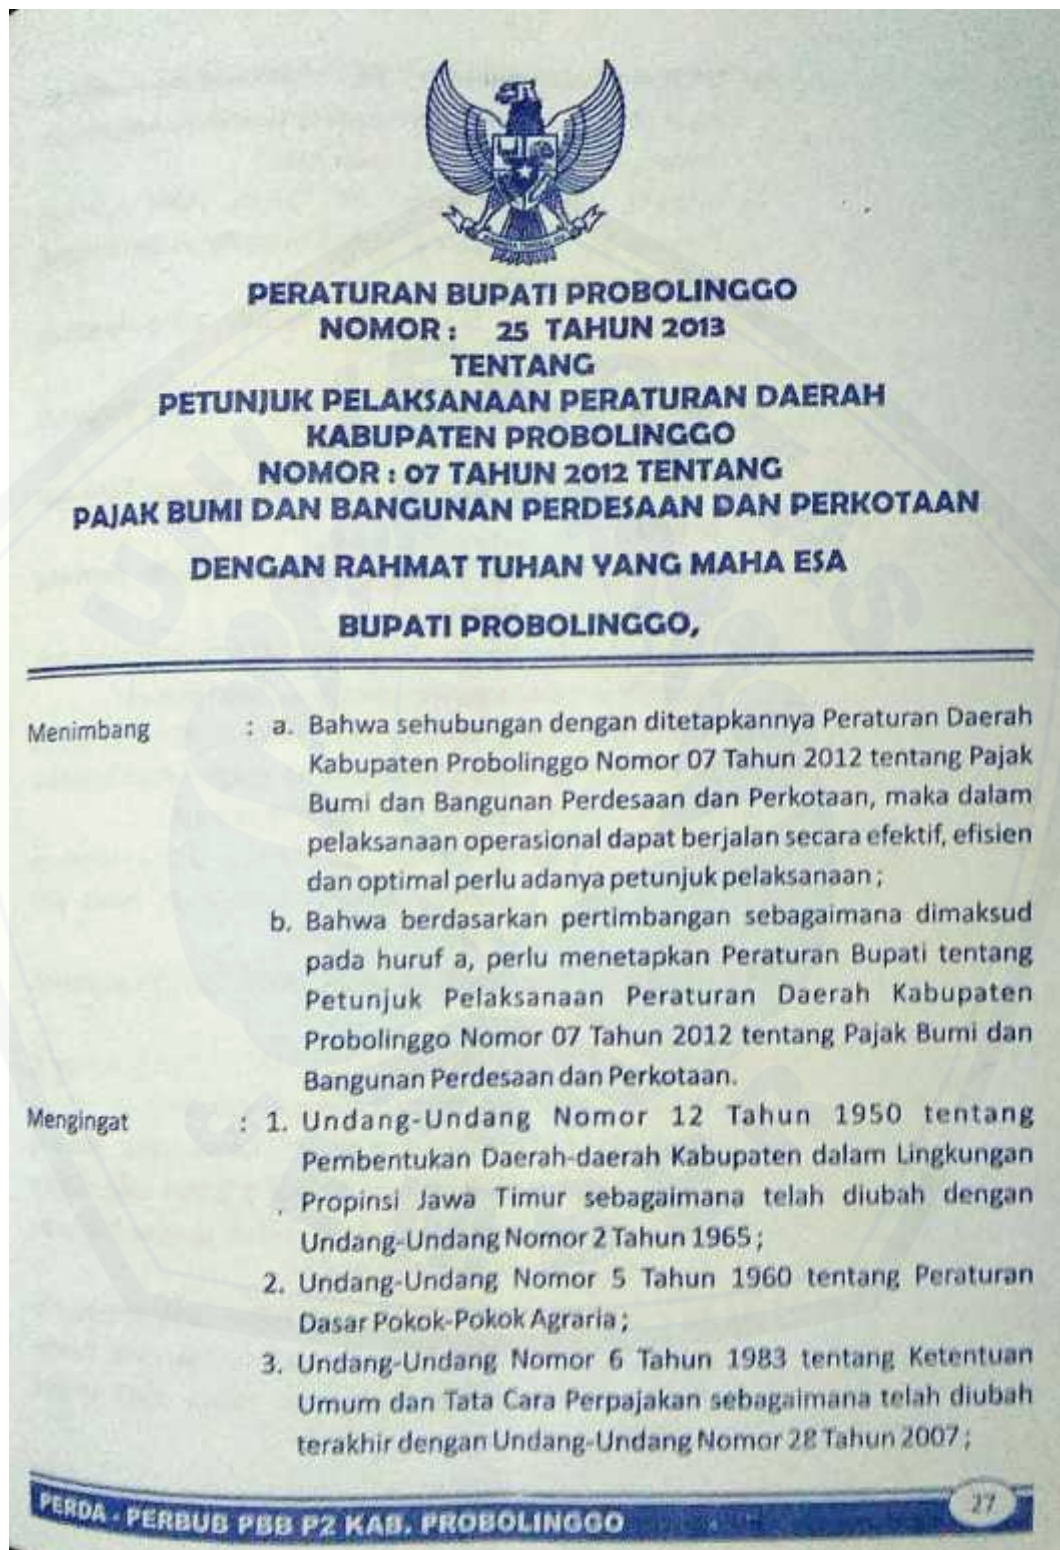 PERATURAN BUPATI PROBOLINGGO
NOMOR : 25 TAHUN 2013
TENTANG
PETUNJUK PELAKSANAAN PERATURAN DAERAH
KABUPATEN PROBOLINGGO
NOMOR : 07 TAHUN 2012 TENTANG
PAJAK BUMI DAN BANGUNAN PERDESAAN DAN PERKOTAAN
DENGAN RAHMAT TUHAN YANG MAHA ESA
BUPATI PROBOLINGGO,
Menimbang : a. Bahwa sehubungan dengan ditetapkannya Peraturan Daerah
Kabupaten Probolinggo Nomor 07 Tahun 2012 tentang Pajak
Bumi dan Bangunan Perdesaan dan Perkotaan, maka dalam
pelaksanaan operasional dapat berjalan secara efektif, efisien
dan optimal perlu adanya petunjuk pelaksanaan ;
b. Bahwa berdasarkan pertimbangan sebagaimana dimaksud
pada huruf a, perlu menetapkan Peraturan Bupati tentang
Petunjuk Pelaksanaan Peraturan Daerah Kabupaten
Probolinggo Nomor 07 Tahun 2012 tentang Pajak Bumi dan
Bangunan Perdesaan dan Perkotaan.
Mengingat : 1. Undang-Undang Nomor 12 Tahun 1950 tentang
Pembentukan Daerah-daerah Kabupaten dalam Lingkungan
Propinsi Jawa Timur sebagaimana telah diubah dengan
Undang-Undang Nomor 2 Tahun 1965 ;
2. Undang-Undang Nomor 5 Tahun 1960 tentang Peraturan
Dasar Pokok-Pokok Agraria ;
3. Undang-Undang Nomor 6 Tahun 1983 tentang Ketentuan
Umum dan Tata Cara Perpajakan sebagaimana telah diubah
terakhir dengan Undang-Undang Nomor 28 Tahun 2007 ;
PERDA - PERBUB PBB P2 KAB. PROBOLINGGO 27